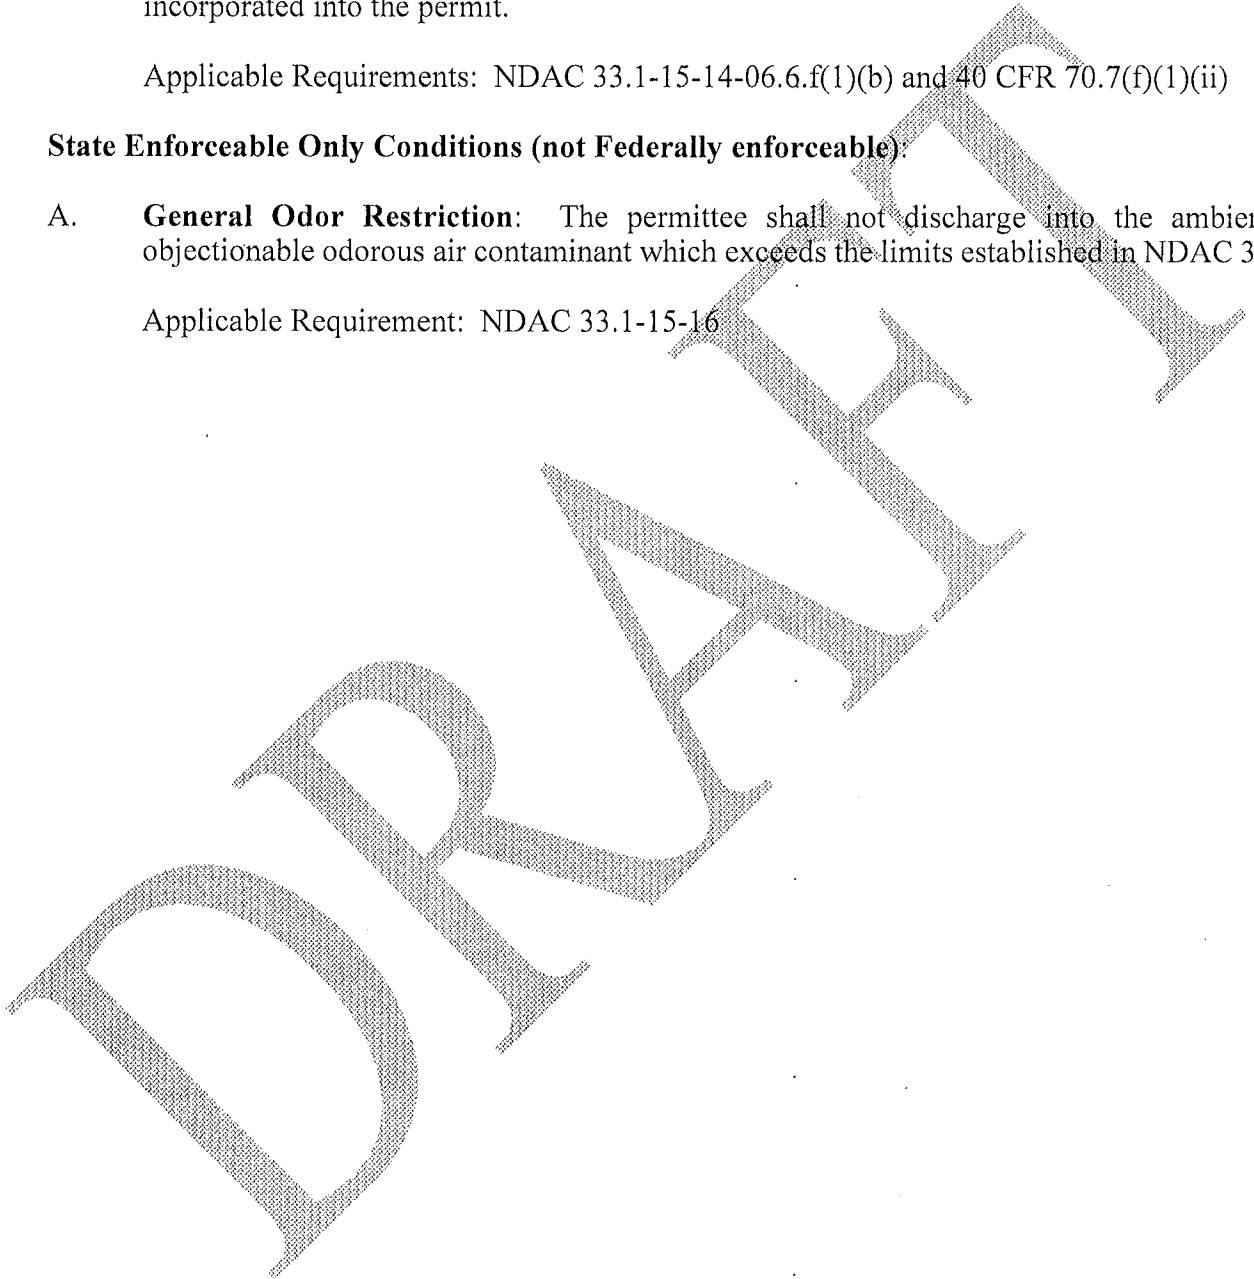 incorporated into the permit.
Applicable Requirements: NDAC 33.1-15-14-06.6.f(1)(b) and 40 CFR 70.7(f)(1)(ii)
State Enforceable Only Conditions (not Federally enforceable):
A. General Odor Restriction: The permittee shall not discharge into the
objectionable odorous air contaminant which exceeds the limits established in NDAC
Applicable Requirement: NDAC 33.1-15-16
DRAFT